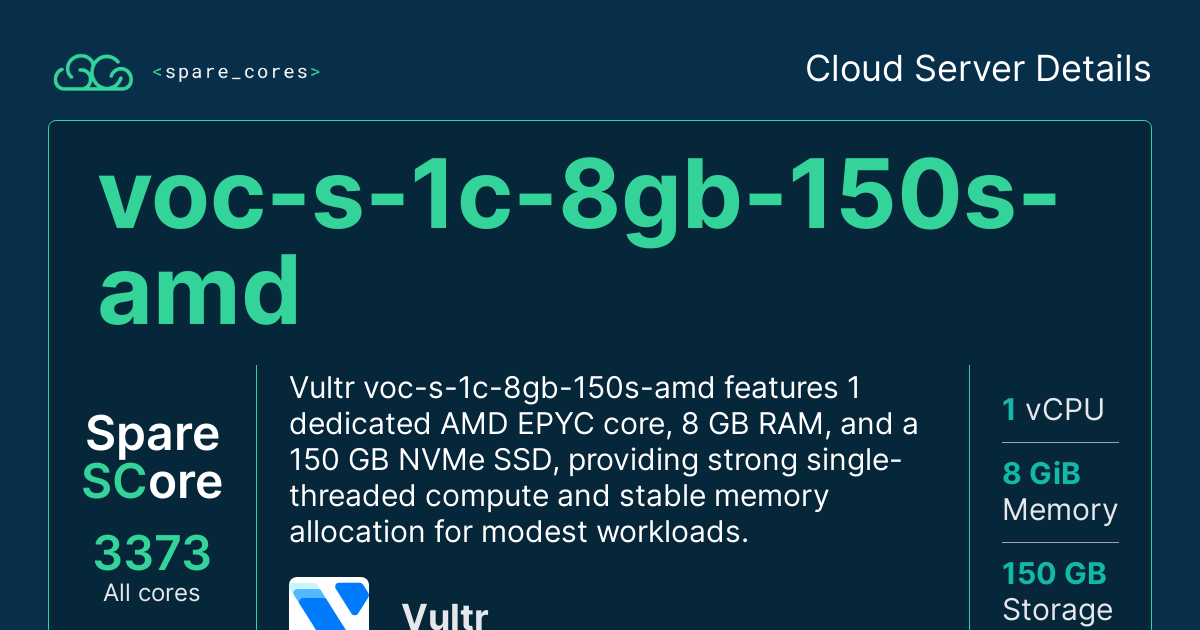 <spare_cores>
Cloud Server Details
voc-s-1c-8gb-150s-
amd
Spare
SCore
3373
All cores
Vultr voc-s-1c-8gb-150s-amd features 1
dedicated AMD EPYC core, 8 GB RAM, and a
150 GB NVMe SSD, providing strong single-
threaded compute and stable memory
allocation for modest workloads.
Vultr
1 vCPU
8 GiB
Memory
150 GB
Storage